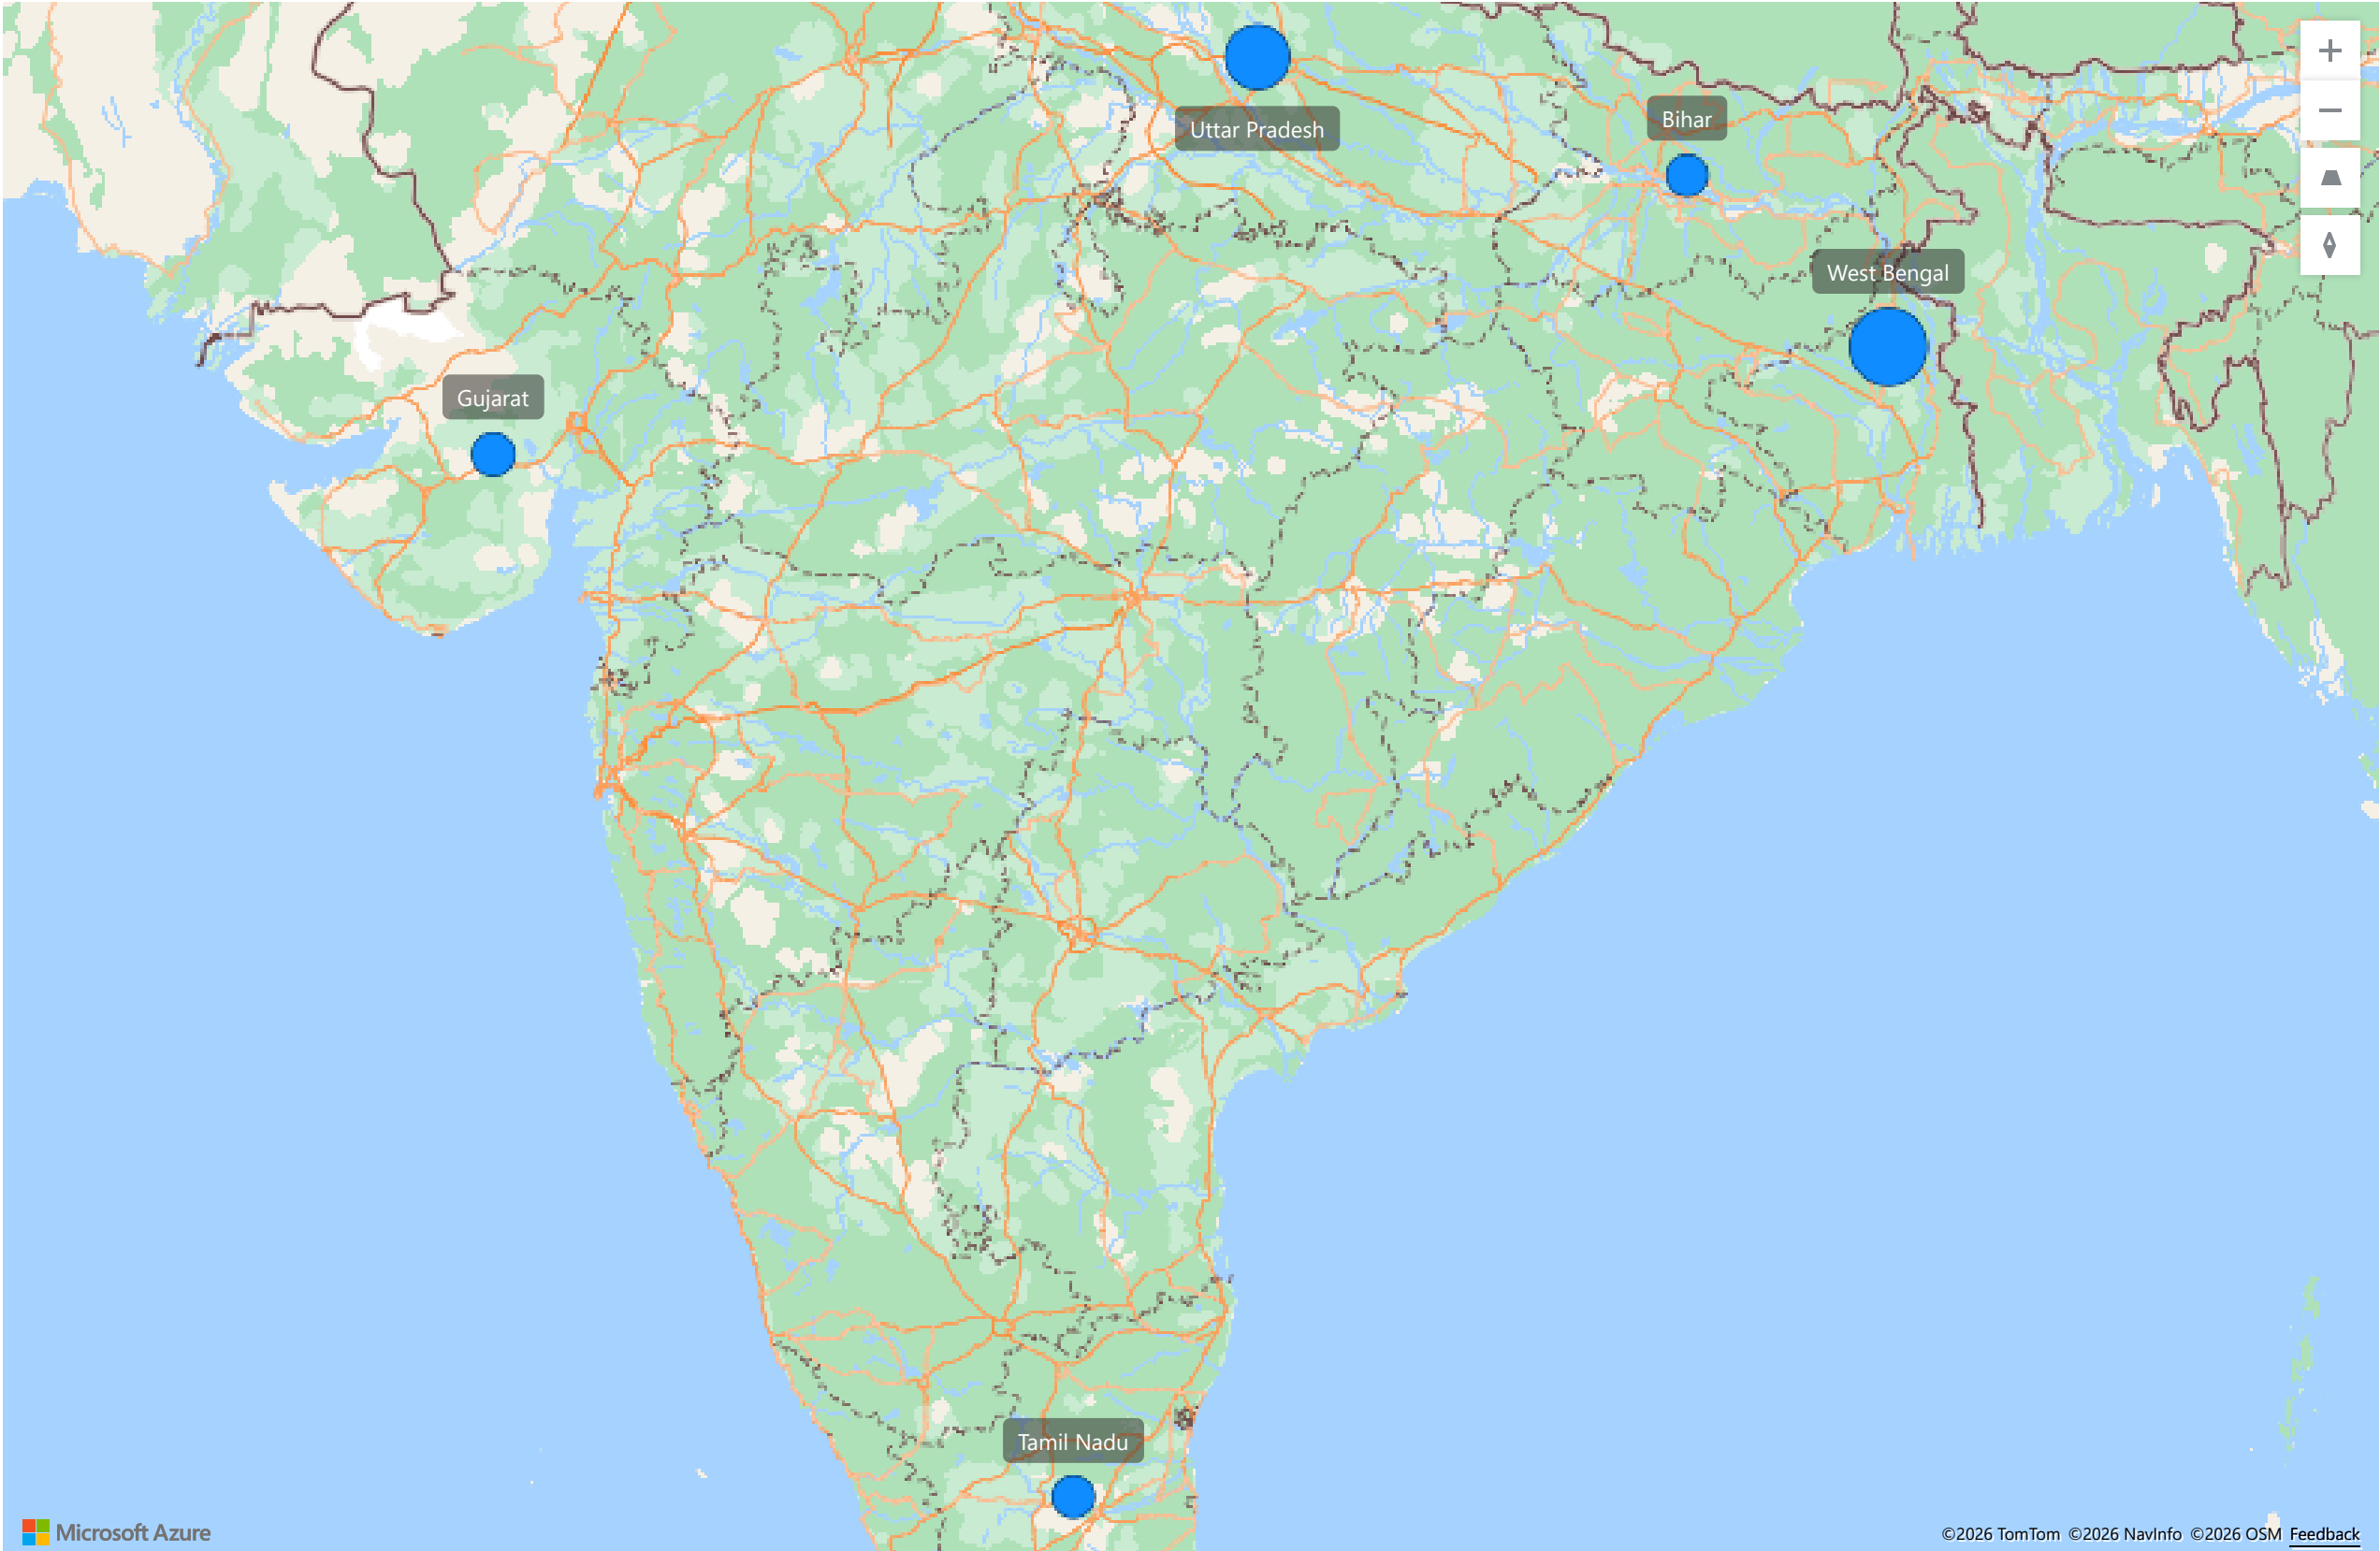 Uttar Pradesh
Bihar
West Bengal
Gujarat
Tamil Nadu
Microsoft Azure
©2026 TomTom ©2026 NavInfo ©2026 OSM Feedback